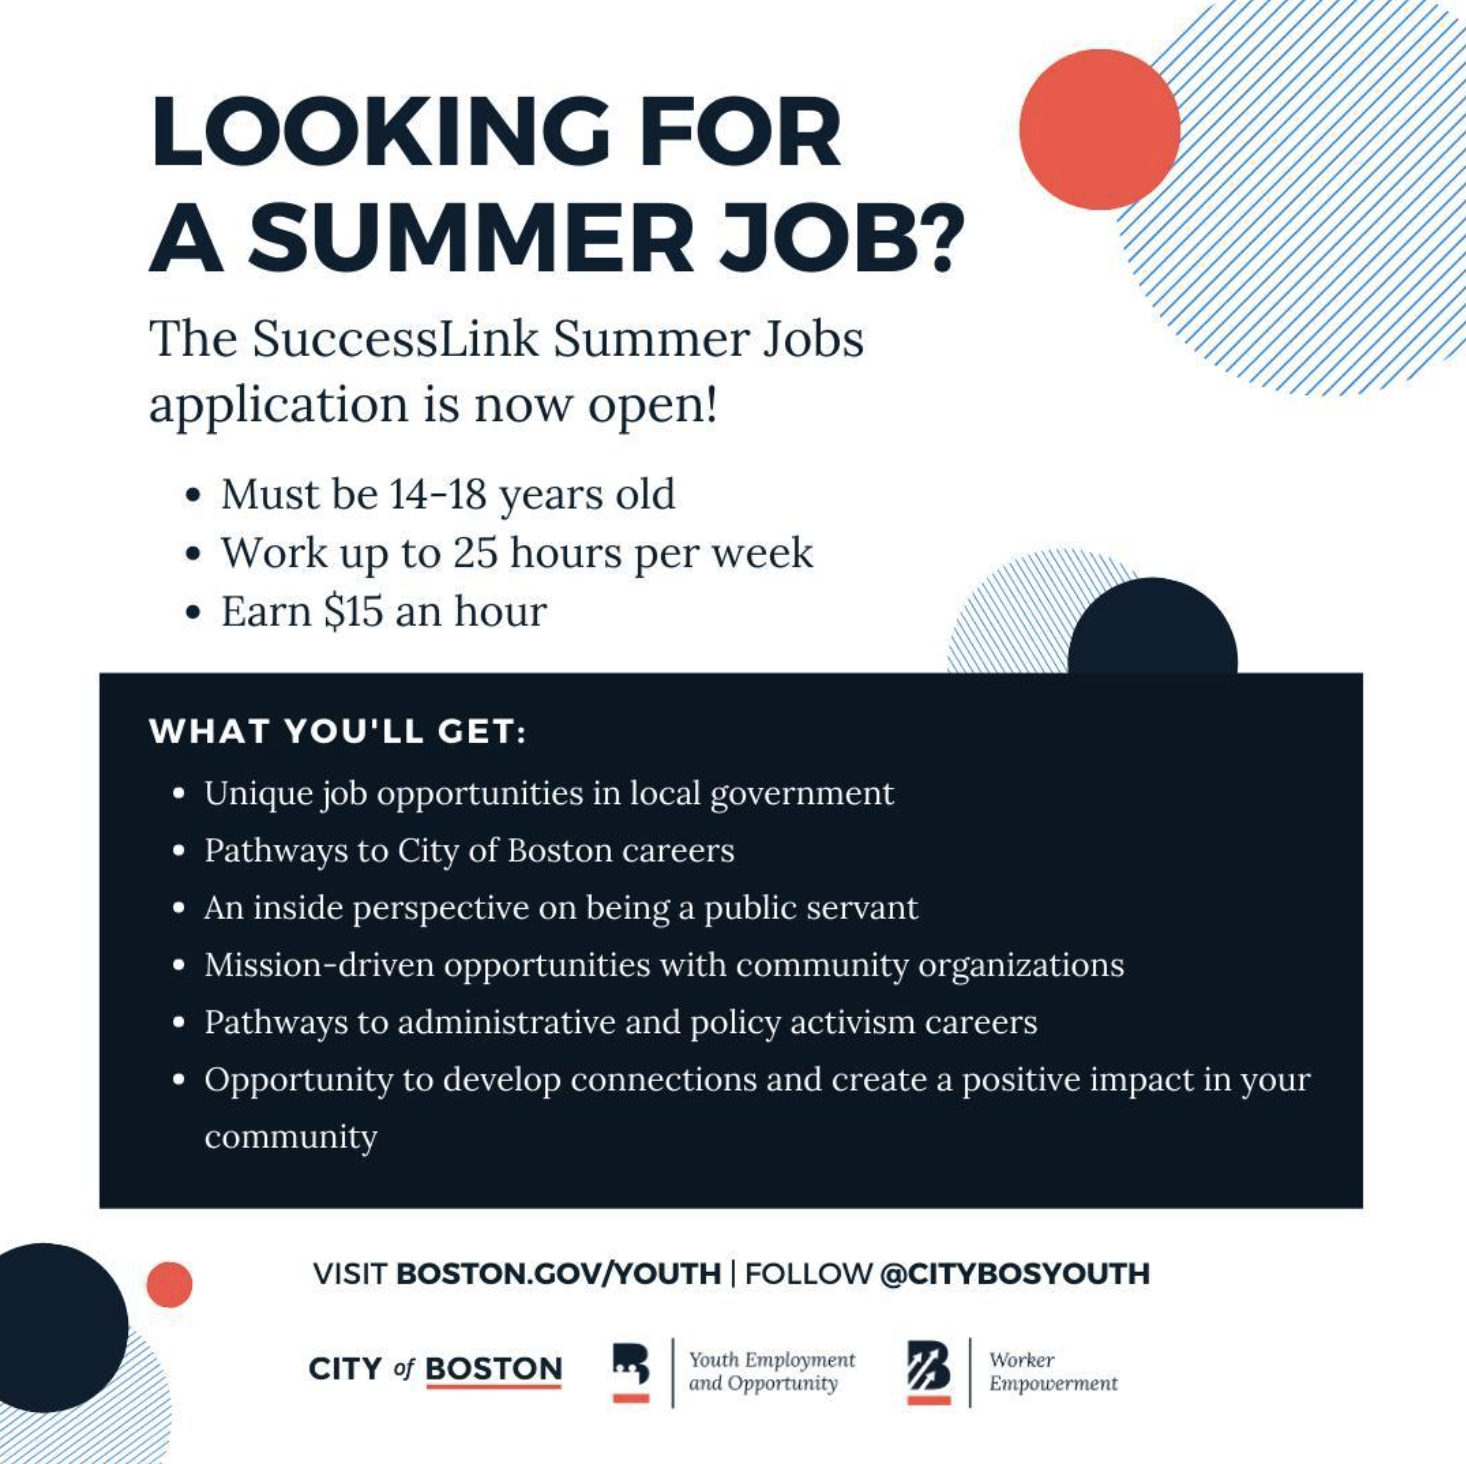 LOOKING FOR
A SUMMER JOB?
The SuccessLink Summer Jobs
application is now open!
• Must be 14-18 years old
• Work up to 25 hours per week
• Earn $15 an hour
WHAT YOU'LL GET:
• Unique job opportunities in local government
• Pathways to City of Boston careers
• An inside perspective on being a public servant
• Mission-driven opportunities with community organizations
• Pathways to administrative and policy activism careers
• Opportunity to develop connections and create a positive impact in your
community
VISIT BOSTON.GOV/YOUTH | FOLLOW @CITYBOSYOUTH
CITY of BOSTON
B
Youth Employment
and Opportunity
B
Worker
Empowerment